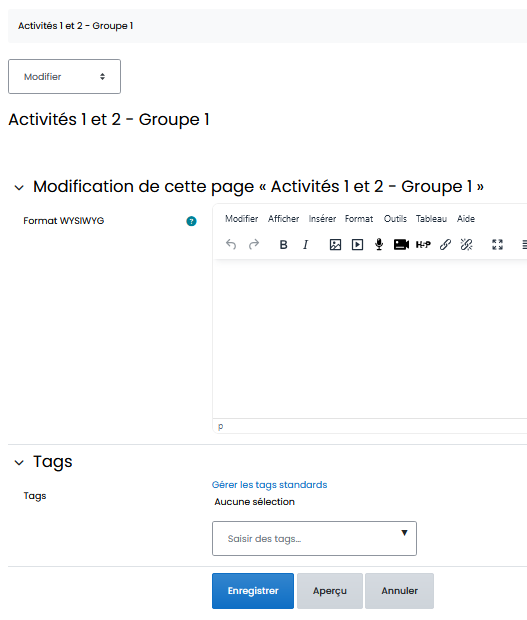 Activités 1 et 2 - Groupe 1
Modifier
Activités 1 et 2 - Groupe 1
Modification de cette page « Activités 1 et 2 - Groupe 1 »
Format WYSIWYG
?
Modifier Afficher Insérer Format Outils Tableau Aide
B I H-P
p
Tags
Tags
Gérer les tags standards
Aucune sélection
Saisir des tags...
Enregistrer Aperçu Annuler